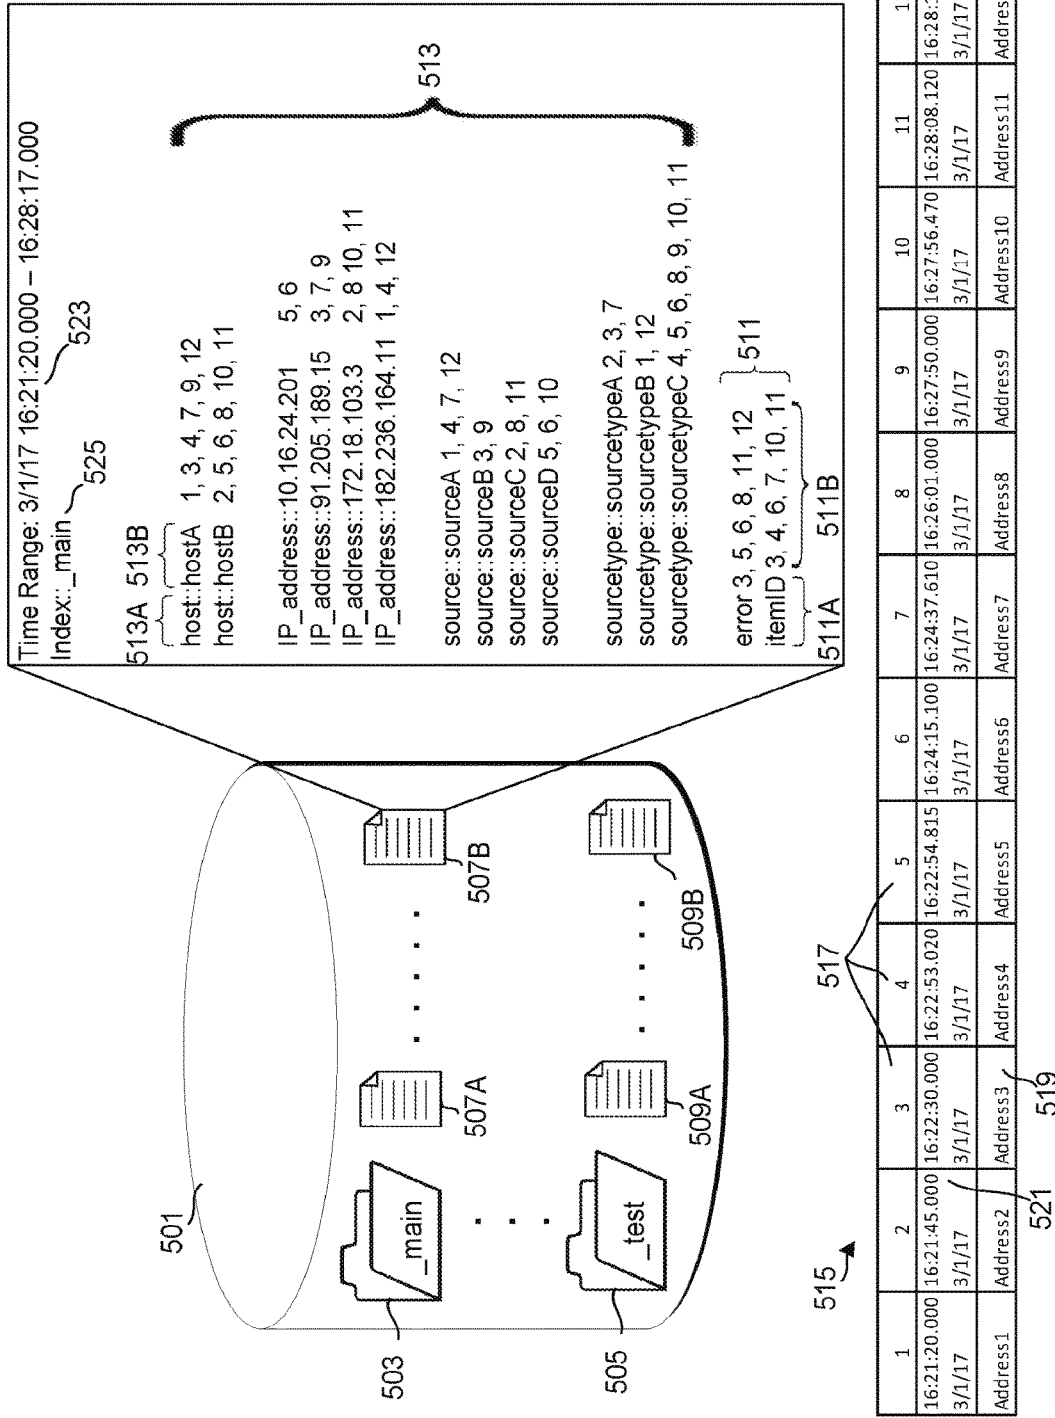 501
503
_main
505
_test
507A
507B
509A
509B
Time Range: 3/1/17 16:21:20.000 – 16:28:17.000
Index::_main
525
523
513A
513B
host::hostA 1, 3, 4, 7, 9, 12
host::hostB 2, 5, 6, 8, 10, 11
IP_address::10.16.24.201 5, 6
IP_address::91.205.189.15 3, 7, 9
IP_address::172.18.103.3 2, 8 10, 11
IP_address::182.236.164.11 1, 4, 12
source::sourceA 1, 4, 7, 12
source::sourceB 3, 9
source::sourceC 2, 8, 11
source::sourceD 5, 6, 10
sourcetype::sourcetypeA 2, 3, 7
sourcetype::sourcetypeB 1, 12
sourcetype::sourcetypeC 4, 5, 6, 8, 9, 10, 11
513
error 3, 5, 6, 8, 11, 12
itemID 3, 4, 6, 7, 10, 11
511
511A
511B
515
517
1 2 3 4 5 6 7 8 9 10 11
16:21:20.000 16:21:45.000 16:22:30.000 16:22:53.020 16:22:54.815 16:24:15.100 16:24:37.610 16:26:01.000 16:27:50.000 16:27:56.470 16:28:08.120
3/1/17 3/1/17 3/1/17 3/1/17 3/1/17 3/1/17 3/1/17 3/1/17 3/1/17 3/1/17 3/1/17 3/1/17
Address1 Address2 Address3 Address4 Address5 Address6 Address7 Address8 Address9 Address10 Address11
521
519